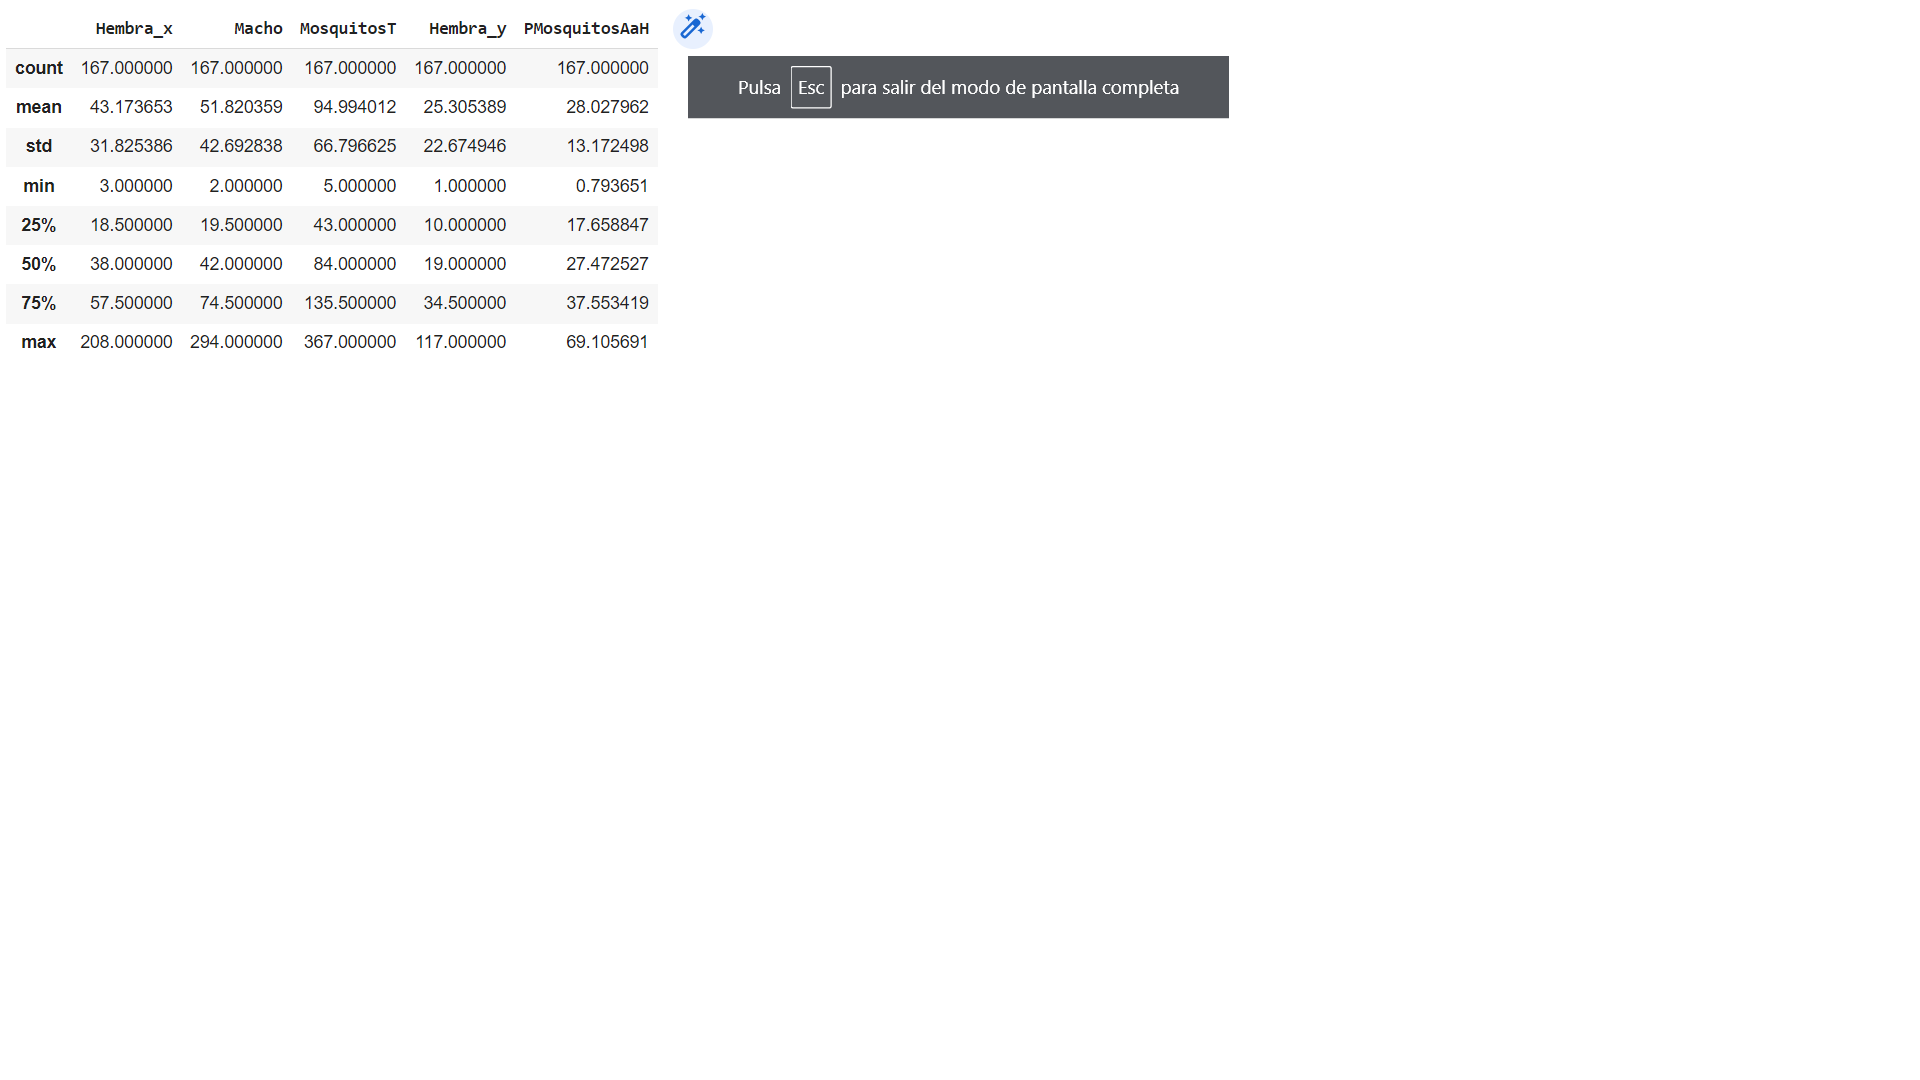 Hembra_x Macho MosquitosT Hembra_y PMosquitosAaH
count 167.000000 167.000000 167.000000 167.000000 167.000000
mean 43.173653 51.820359 94.994012 25.305389 28.027962
std 31.825386 42.692838 66.796625 22.674946 13.172498
min 3.000000 2.000000 5.000000 1.000000 0.793651
25% 18.500000 19.500000 43.000000 10.000000 17.658847
50% 38.000000 42.000000 84.000000 19.000000 27.472527
75% 57.500000 74.500000 135.500000 34.500000 37.553419
max 208.000000 294.000000 367.000000 117.000000 69.105691
Pulsa Esc para salir del modo de pantalla completa